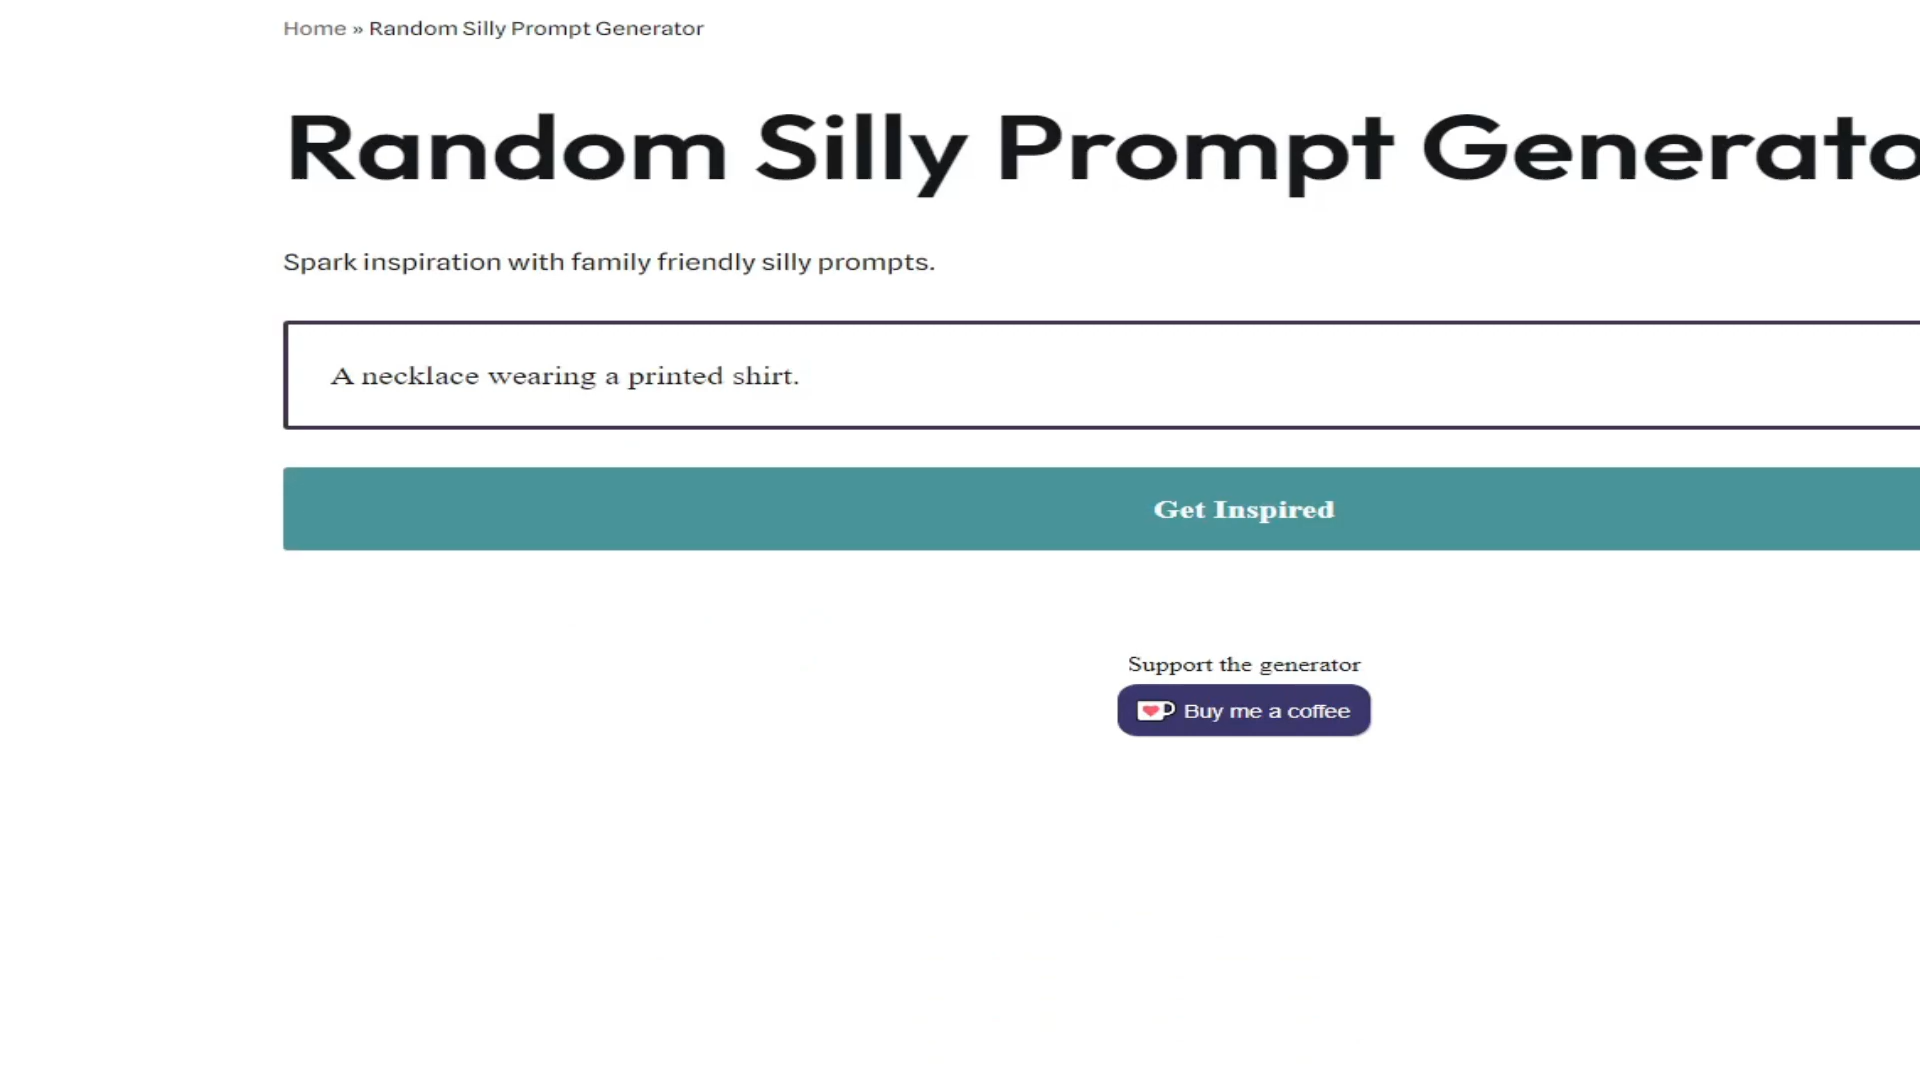 Home » Random Silly Prompt Generator
Random Silly Prompt Generato
Spark inspiration with family friendly silly prompts.
A necklace wearing a printed shirt.
Get Inspired
Support the generator
Buy me a coffee